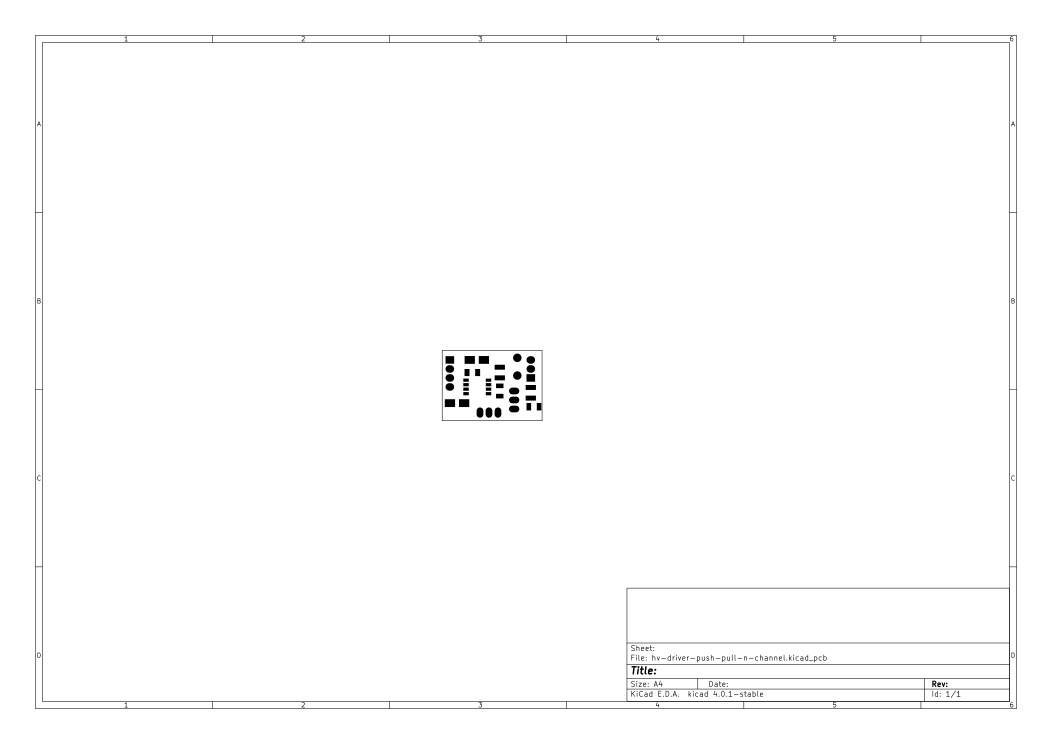 1 2 3 4 5 6
A A
B B
C C
Sheet:
D File: hv-driver-push-pull-n-channel.kicad_pcb D
Title:
Size: A4 Date: Rev:
KiCad E.D.A. kicad 4.0.1-stable Id: 1/1
1 2 3 4 5 6